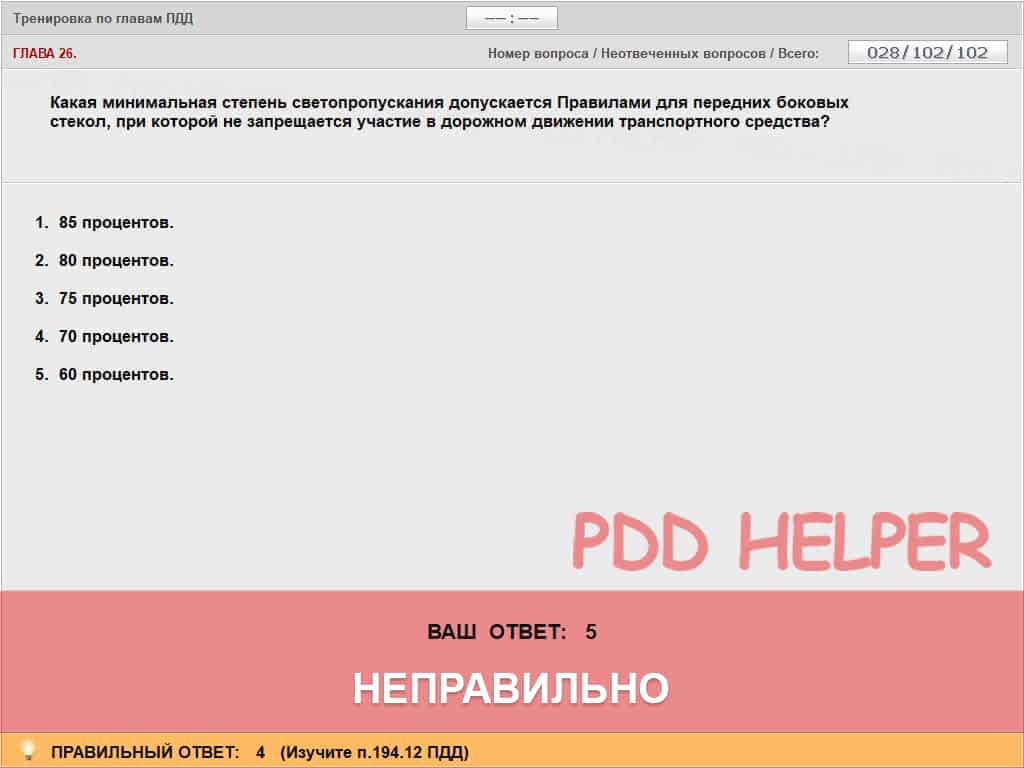 Тренировка по главам ПДД
—— : ——
ГЛАВА 26.
Номер вопроса / Неотвеченных вопросов / Всего: 028/102/102
Какая минимальная степень светопропускания допускается Правилами для передних боковых
стекол, при которой не запрещается участие в дорожном движении транспортного средства?
1. 85 процентов.
2. 80 процентов.
3. 75 процентов.
4. 70 процентов.
5. 60 процентов.
PDD HELPER
ВАШ ОТВЕТ: 5
НЕПРАВИЛЬНО
ПРАВИЛЬНЫЙ ОТВЕТ: 4 (Изучите п.194.12 ПДД)